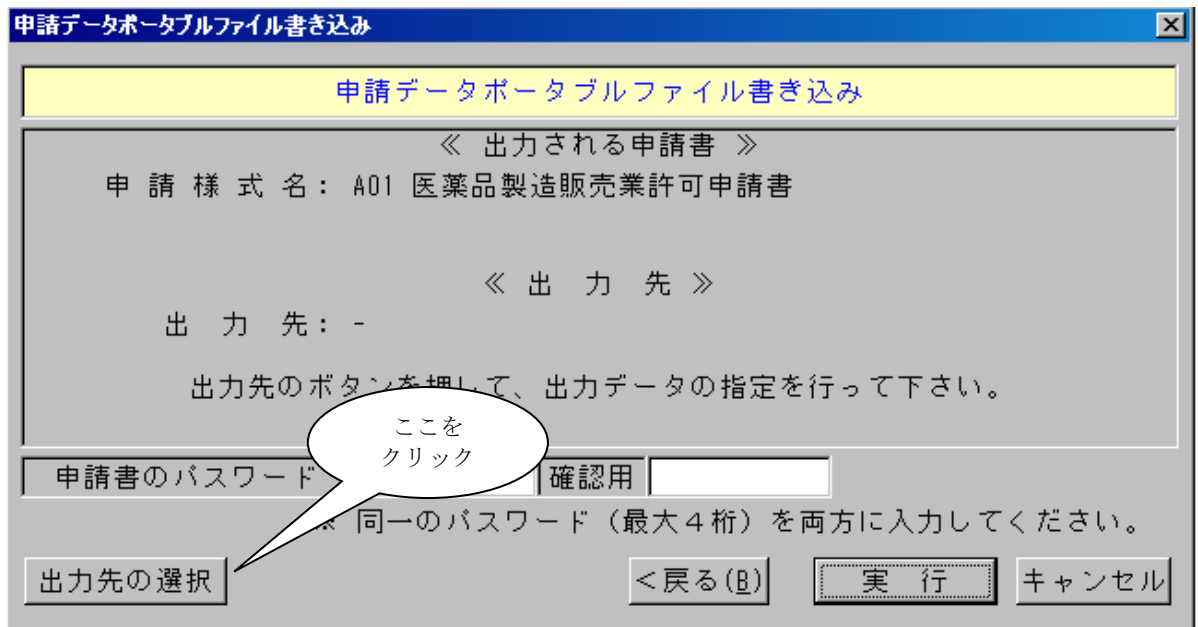 申請データポータブルファイル書き込み
申請データポータブルファイル書き込み
≪ 出力される申請書 ≫
申 請 様 式 名: A01 医薬品製造販売業許可申請書
≪ 出 力 先 ≫
出 力 先: -
出力先のボタンを押して、出力データの指定を行って下さい。
ここを
クリック
申請書のパスワード
確認用
※ 同一のパスワード(最大4桁)を両方に入力してください。
出力先の選択
<戻る(B)
実 行
キャンセル